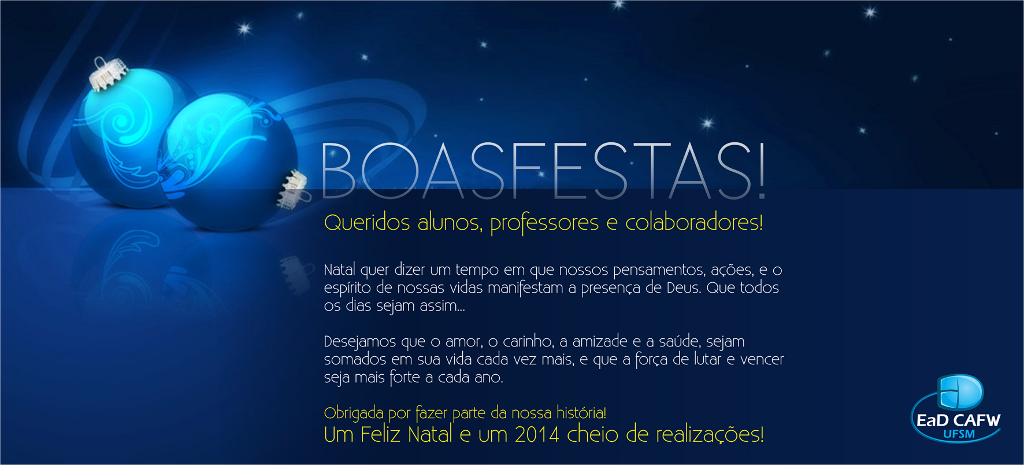 BOASFESTAS!
Queridos alunos, professores e colaboradores!
Natal quer dizer um tempo em que nossos pensamentos, ações, e o
espírito de nossas vidas manifestam a presença de Deus. Que todos
os dias sejam assim...
Desejamos que o amor, o carinho, a amizade e a saúde, sejam
somados em sua vida cada vez mais, e que a força de lutar e vencer
seja mais forte a cada ano.
Obrigada por fazer parte da nossa história!
Um Feliz Natal e um 2014 cheio de realizações!
EaD CAFW
UFSM